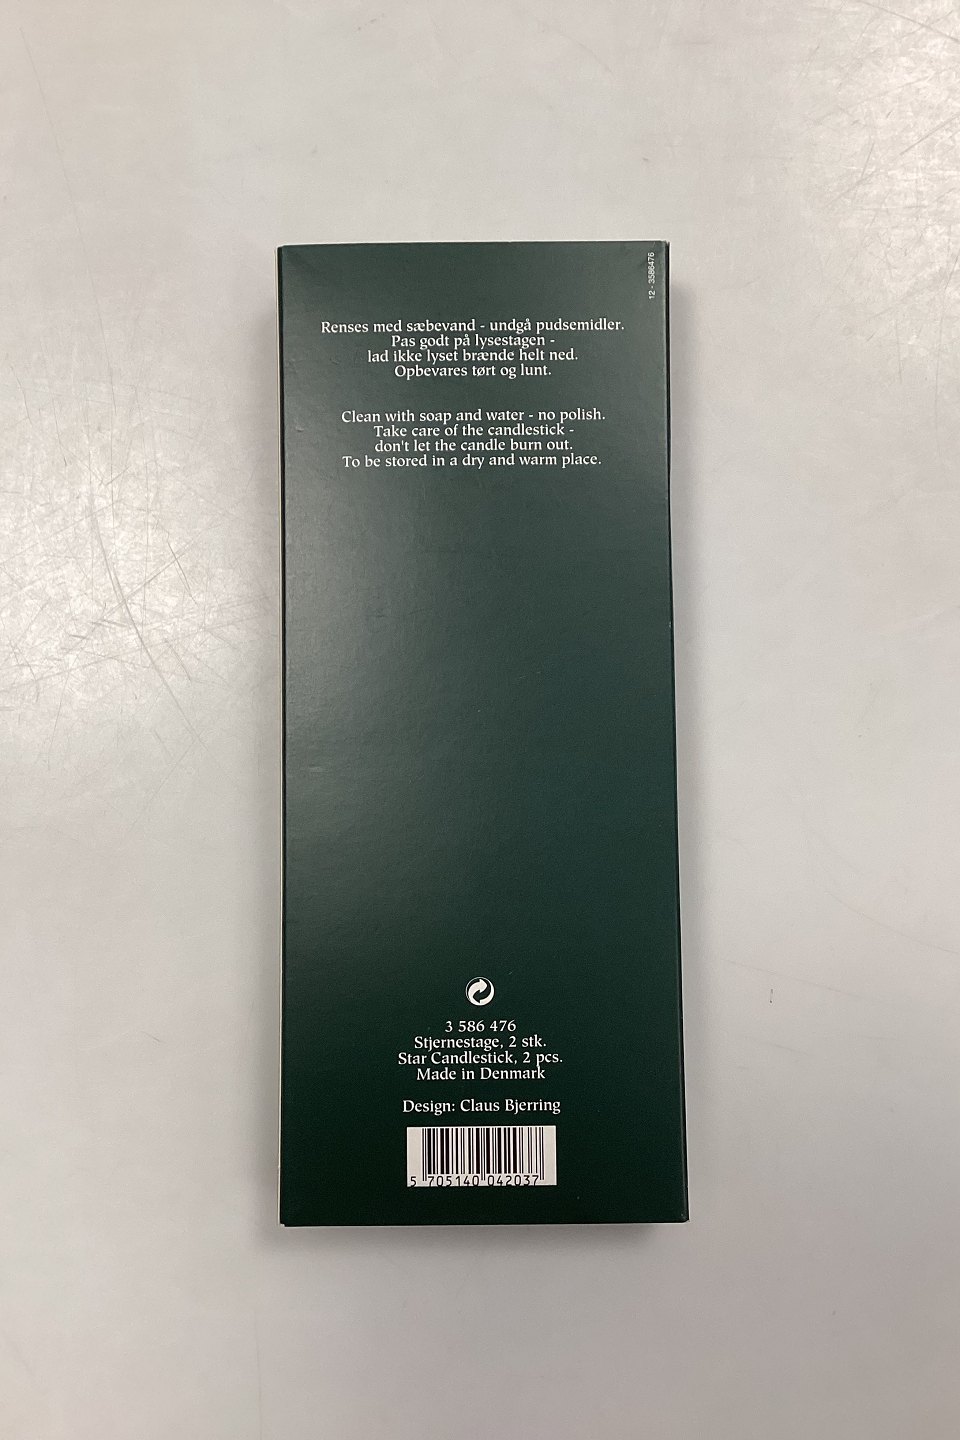 12 - 3586476
Renses med sæbevand - undgå pudsemidler.
Pas godt på lysestagen -
lad ikke lyset brænde helt ned.
Opbevares tørt og lunt.
Clean with soap and water - no polish.
Take care of the candlestick -
don't let the candle burn out.
To be stored in a dry and warm place.
3 586 476
Stjernestage, 2 stk.
Star Candlestick, 2 pcs.
Made in Denmark
Design: Claus Bjerring
5 705140 042037